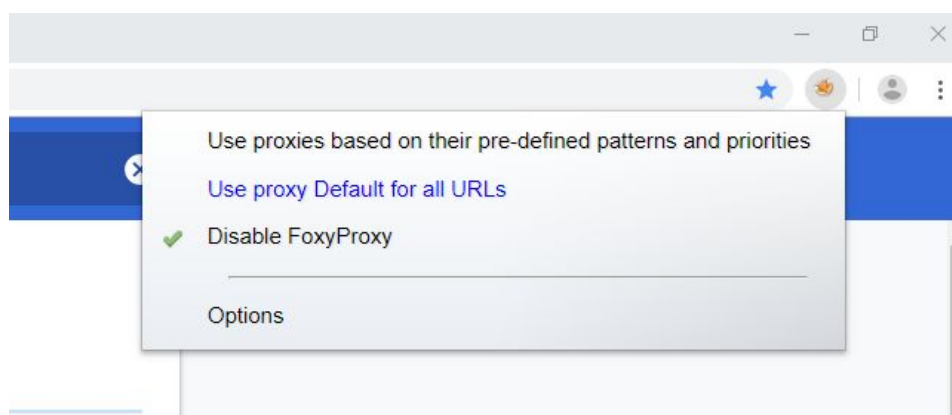 Use proxies based on their pre-defined patterns and priorities
Use proxy Default for all URLs
Disable FoxyProxy
Options